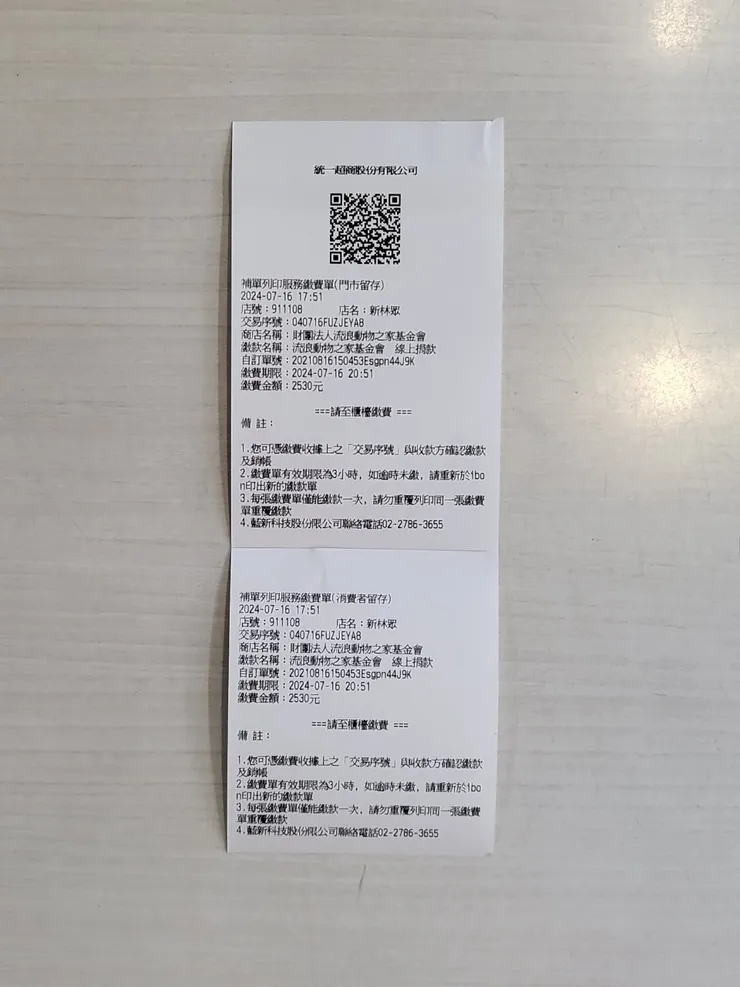 統一超商股份有限公司
補單列印服務繳費單(門市留存)
2024-07-16 17:51
店號：911108 店名：新林眾
交易序號：040716FUZJEYA8
商店名稱：財團法人流浪動物之家基金會
繳款名稱：流浪動物之家基金會 線上捐款
自訂單號：20210816150453Esgpn44J9K
繳費期限：2024-07-16 20:51
繳費金額：2530元
===請至櫃檯繳費 ===
備 註：
1.您可憑繳費收據上之「交易序號」與收款方確認繳款
及銷帳
2.繳費單有效期限為3小時，如逾時未繳，請重新於ibo
n印出新的繳款單
3.每張繳費單僅能繳款一次，請勿重覆列印同一張繳費
單重覆繳款
4.藍新科技股份限公司聯絡電話02-2786-3655
補單列印服務繳費單(消費者留存)
2024-07-16 17:51
店號：911108 店名：新林眾
交易序號：040716FUZJEYA8
商店名稱：財團法人流浪動物之家基金會
繳款名稱：流浪動物之家基金會 線上捐款
自訂單號：20210816150453Esgpn44J9K
繳費期限：2024-07-16 20:51
繳費金額：2530元
===請至櫃檯繳費 ===
備 註：
1.您可憑繳費收據上之「交易序號」與收款方確認繳款
及銷帳
2.繳費單有效期限為3小時，如逾時未繳，請重新於ibo
n印出新的繳款單
3.每張繳費單僅能繳款一次，請勿重覆列印同一張繳費
單重覆繳款
4.藍新科技股份限公司聯絡電話02-2786-3655